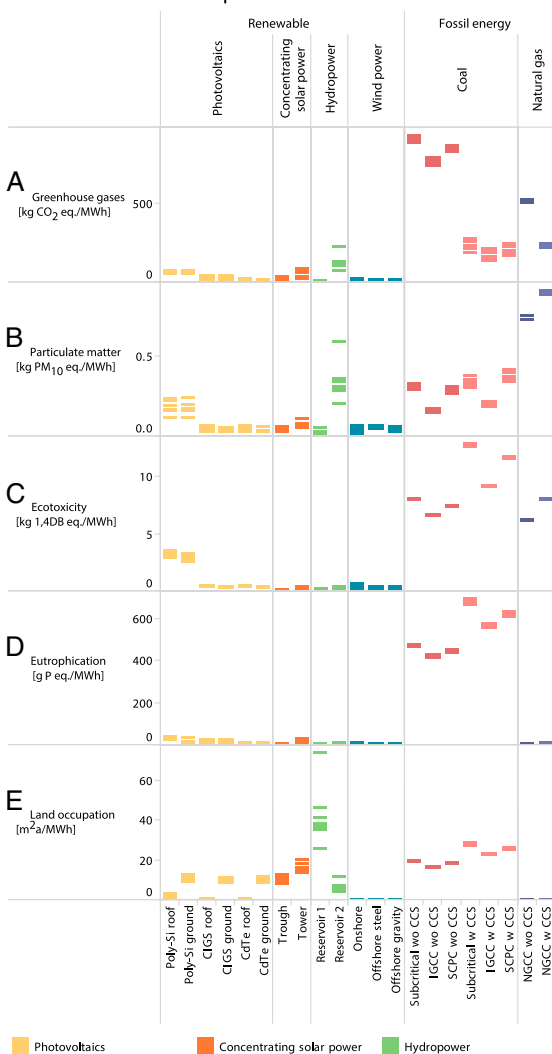 Renewable
Fossil energy
Photovoltaics
Concentrating
solar power
Hydropower
Wind power
Coal
Natural gas
A
Greenhouse gases
[kg CO2 eq./MWh]
500
0
B
Particulate matter
[kg PM10 eq./MWh]
0.5
0.0
C
Ecotoxicity
[kg 1,4DB eq./MWh]
10
5
0
D
Eutrophication
[g P eq./MWh]
600
400
200
0
E
Land occupation
[m2a/MWh]
60
40
20
0
Poly-Si roof
Poly-Si ground
CIGS roof
CIGS ground
CdTe roof
CdTe ground
Trough
Tower
Reservoir 1
Reservoir 2
Onshore
Offshore steel
Offshore gravity
Subcritical wo CCS
IGCC wo CCS
SCPC wo CCS
Subcritical w CCS
IGCC w CCS
SCPC w CCS
NGCC wo CCS
NGCC w CCS
Photovoltaics
Concentrating solar power
Hydropower